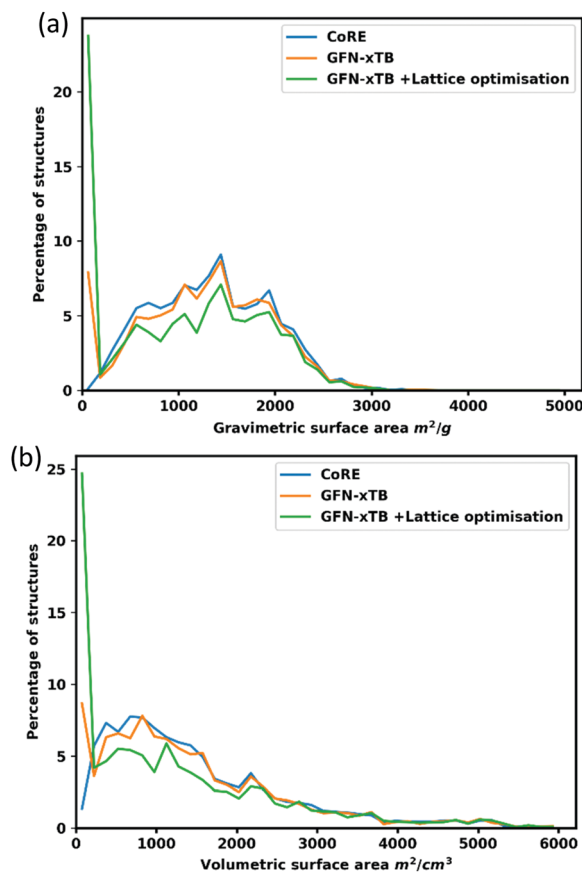 (a)
CoRE
GFN-xTB
GFN-xTB +Lattice optimisation
Percentage of structures
20
15
10
5
0
0 1000 2000 3000 4000 5000
Gravimetric surface area m²/g
(b)
CoRE
GFN-xTB
GFN-xTB +Lattice optimisation
Percentage of structures
25
20
15
10
5
0
0 1000 2000 3000 4000 5000 6000
Volumetric surface area m²/cm³